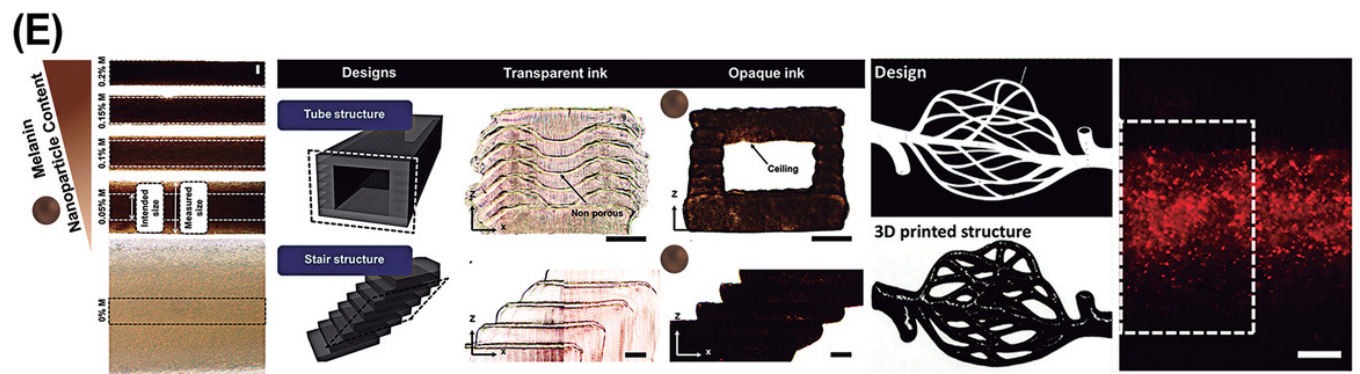 (E)
Melanin
Nanoparticle Content
0.2% M
0.15% M
0.1% M
0.05% M
0% M
Intended
size
Measured
size
Designs
Transparent ink
Opaque ink
Tube structure
Non porous
Ceiling
z
x
z
x
Stair structure
z
x
z
x
Design
3D printed structure